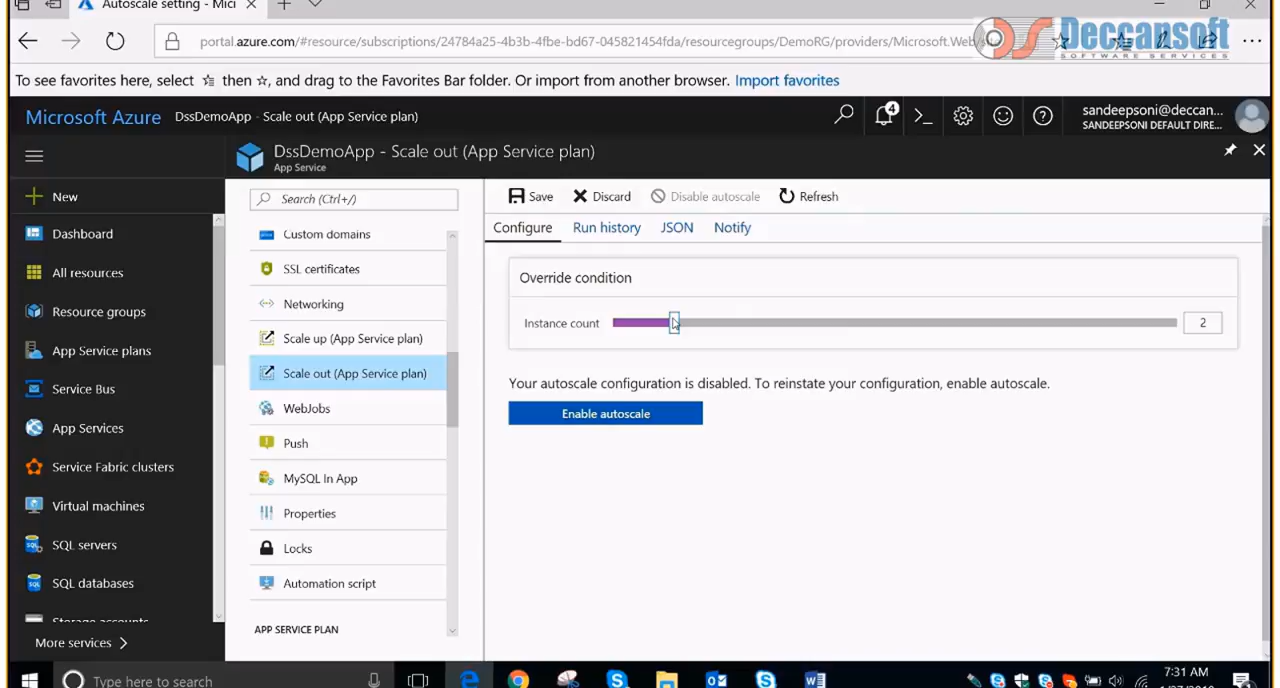 Autoscale setting - Mici
Deccansoft
SOFTWARE SERVICES
portal.azure.com/#resource/subscriptions/24784a25-4b3b-4fbe-bd67-045821454fda/resourcegroups/DemoRG/providers/Microsoft.Web/
To see favorites here, select ☆ then ☆, and drag to the Favorites Bar folder. Or import from another browser. Import favorites
Microsoft Azure DssDemoApp - Scale out (App Service plan)
4
sandeepsoni@deccan...
SANDEEPSONI DEFAULT DIRE...
DssDemoApp - Scale out (App Service plan)
App Service
New
Dashboard
All resources
Resource groups
App Service plans
Service Bus
App Services
Service Fabric clusters
Virtual machines
SQL servers
SQL databases
Storage accounts
More services
Search (Ctrl+/)
Custom domains
SSL certificates
Networking
Scale up (App Service plan)
Scale out (App Service plan)
WebJobs
Push
MySQL In App
Properties
Locks
Automation script
APP SERVICE PLAN
Save Discard Disable autoscale Refresh
Configure Run history JSON Notify
Override condition
Instance count 2
Your autoscale configuration is disabled. To reinstate your configuration, enable autoscale.
Enable autoscale
Type here to search
7:31 AM